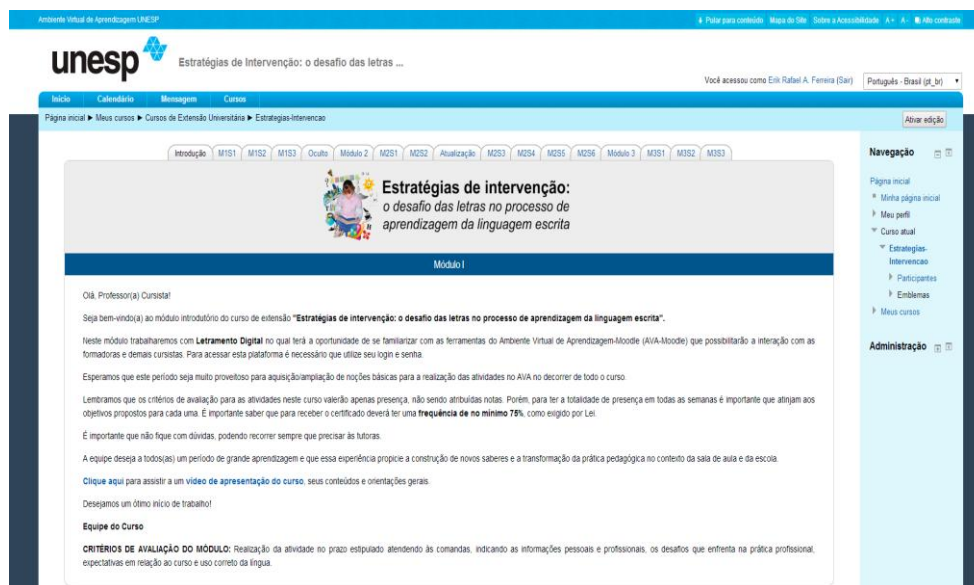 Ambiente Virtual de Aprendizagem UNESP
Pular para conteúdo Mapa do Site Sobre a Acessibilidade A+ A- Alto contraste
unesp
Estratégias de Intervenção: o desafio das letras ...
Você acessou como Erik Rafael A. Ferreira (Sair)
Português - Brasil (pt_br)
Início Calendário Mensagem Cursos
Página inicial ► Meus cursos ► Cursos de Extensão Universitária ► Estrategias-Intervencao
Ativar edição
Introdução M1S1 M1S2 M1S3 Oculto Módulo 2 M2S1 M2S2 Atualização M2S3 M2S4 M2S5 M2S6 Módulo 3 M3S1 M3S2 M3S3
Estratégias de intervenção:
o desafio das letras no processo de
aprendizagem da linguagem escrita
Módulo I
Olá, Professor(a) Cursista!
Seja bem-vindo(a) ao módulo introdutório do curso de extensão "Estratégias de intervenção: o desafio das letras no processo de aprendizagem da linguagem escrita".
Neste módulo trabalharemos com Letramento Digital no qual terá a oportunidade de se familiarizar com as ferramentas do Ambiente Virtual de Aprendizagem-Moodle (AVA-Moodle) que possibilitarão a interação com as
formadoras e demais cursistas. Para acessar esta plataforma é necessário que utilize seu login e senha.
Esperamos que este período seja muito proveitoso para aquisição/ampliação de noções básicas para a realização das atividades no AVA no decorrer de todo o curso.
Lembramos que os critérios de avaliação para as atividades neste curso valerão apenas presença, não sendo atribuídas notas. Porém, para ter a totalidade de presença em todas as semanas é importante que atinjam aos
objetivos propostos para cada uma. É importante saber que para receber o certificado deverá ter uma frequência de no mínimo 75%, como exigido por Lei.
É importante que não fique com dúvidas, podendo recorrer sempre que precisar às tutoras.
A equipe deseja a todos(as) um período de grande aprendizagem e que essa experiência propicie a construção de novos saberes e a transformação da prática pedagógica no contexto da sala de aula e da escola.
Clique aqui para assistir a um vídeo de apresentação do curso, seus conteúdos e orientações gerais.
Desejamos um ótimo início de trabalho!
Equipe do Curso
CRITÉRIOS DE AVALIAÇÃO DO MÓDULO: Realização da atividade no prazo estipulado atendendo às comandas, indicando as informações pessoais e profissionais, os desafios que enfrenta na prática profissional,
expectativas em relação ao curso e uso correto da língua.
Navegação
Página inicial
Minha página inicial
Meu perfil
Curso atual
Estrategias-
Intervencao
Participantes
Emblemas
Meus cursos
Administração